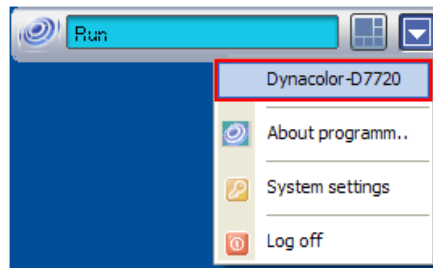 Run
Dynacolor-D7720
About programm..
System settings
Log off